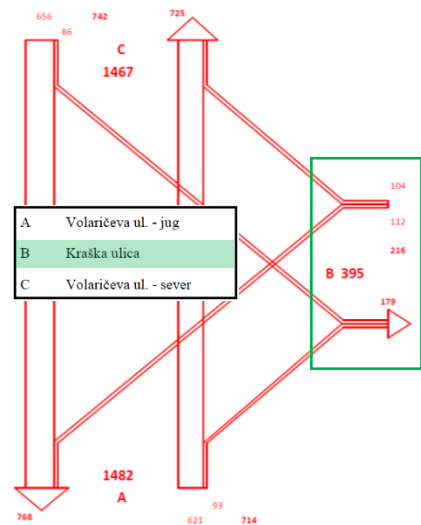 656
742
725
86
C
1467
104
112
216
A Volaričeva ul. - jug
B Kraška ulica
C Volaričeva ul. - sever
B 395
179
1482
A
93
768
621
714